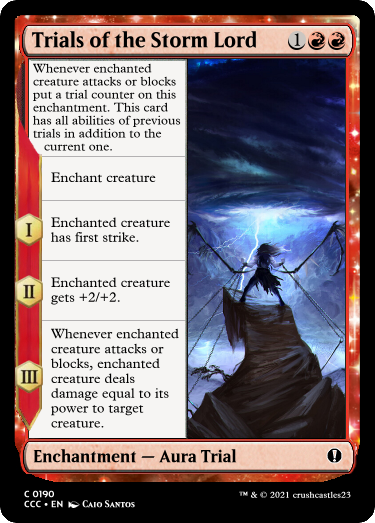 Trials of the Storm Lord 1
Whenever enchanted
creature attacks or blocks
put a trial counter on this
enchantment. This card
has all abilities of previous
trials in addition to the
current one.
Enchant creature
I
Enchanted creature
has first strike.
II
Enchanted creature
gets +2/+2.
III
Whenever enchanted
creature attacks or
blocks, enchanted
creature deals
damage equal to its
power to target
creature.
Enchantment — Aura Trial
C 0190
CCC • EN Caio Santos
™ & © 2021 crushcastles23